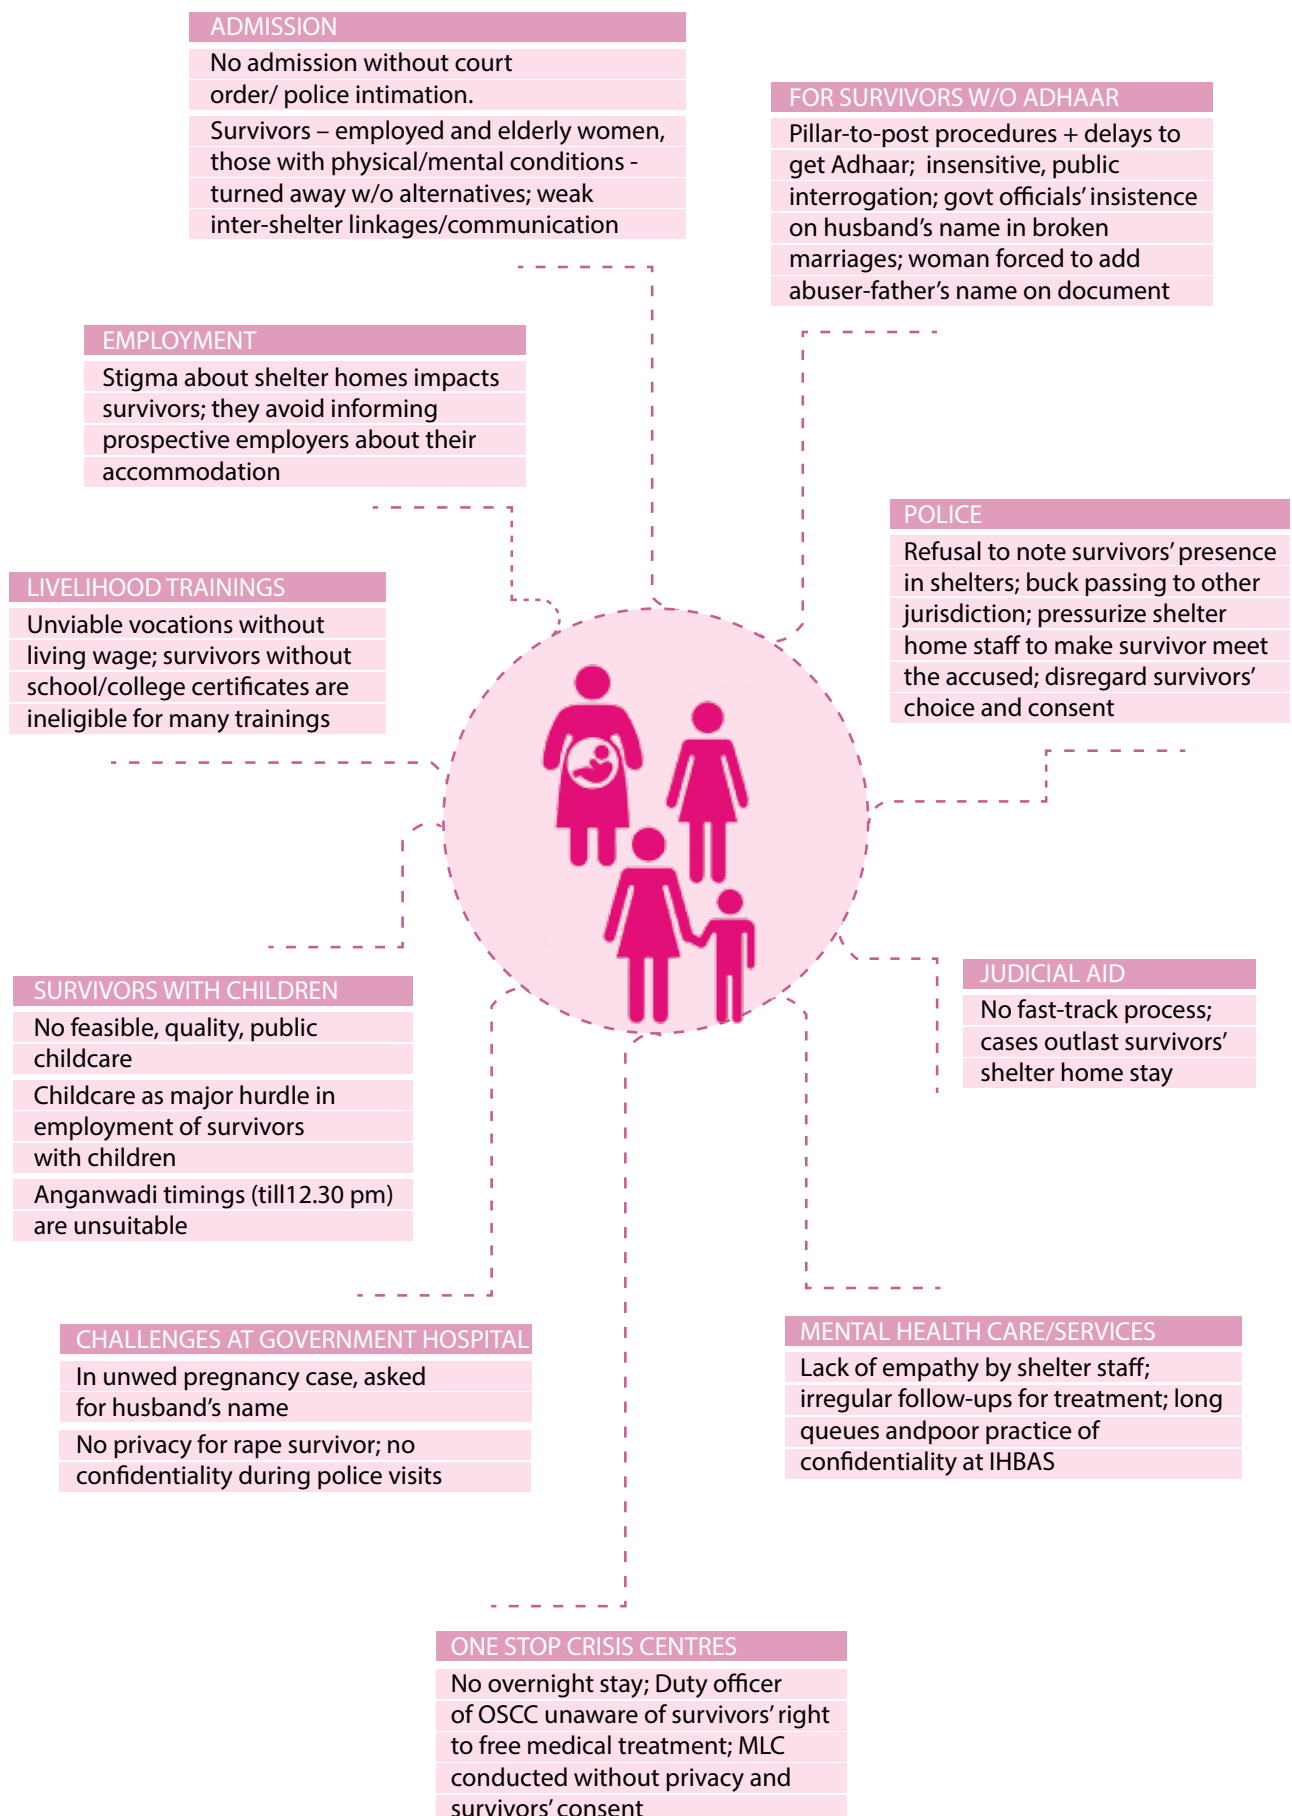 ADMISSION
No admission without court
order/ police intimation.
Survivors – employed and elderly women,
those with physical/mental conditions -
turned away w/o alternatives; weak
inter-shelter linkages/communication
FOR SURVIVORS W/O ADHAAR
Pillar-to-post procedures + delays to
get Adhaar; insensitive, public
interrogation; govt officials’ insistence
on husband’s name in broken
marriages; woman forced to add
abuser-father’s name on document
EMPLOYMENT
Stigma about shelter homes impacts
survivors; they avoid informing
prospective employers about their
accommodation
POLICE
Refusal to note survivors’ presence
in shelters; buck passing to other
jurisdiction; pressurize shelter
home staff to make survivor meet
the accused; disregard survivors’
choice and consent
LIVELIHOOD TRAININGS
Unviable vocations without
living wage; survivors without
school/college certificates are
ineligible for many trainings
JUDICIAL AID
No fast-track process;
cases outlast survivors’
shelter home stay
SURVIVORS WITH CHILDREN
No feasible, quality, public
childcare
Childcare as major hurdle in
employment of survivors
with children
Anganwadi timings (till12.30 pm)
are unsuitable
CHALLENGES AT GOVERNMENT HOSPITAL
In unwed pregnancy case, asked
for husband’s name
No privacy for rape survivor; no
confidentiality during police visits
MENTAL HEALTH CARE/SERVICES
Lack of empathy by shelter staff;
irregular follow-ups for treatment; long
queues andpoor practice of
confidentiality at IHBAS
ONE STOP CRISIS CENTRES
No overnight stay; Duty officer
of OSCC unaware of survivors’ right
to free medical treatment; MLC
conducted without privacy and
survivors’ consent